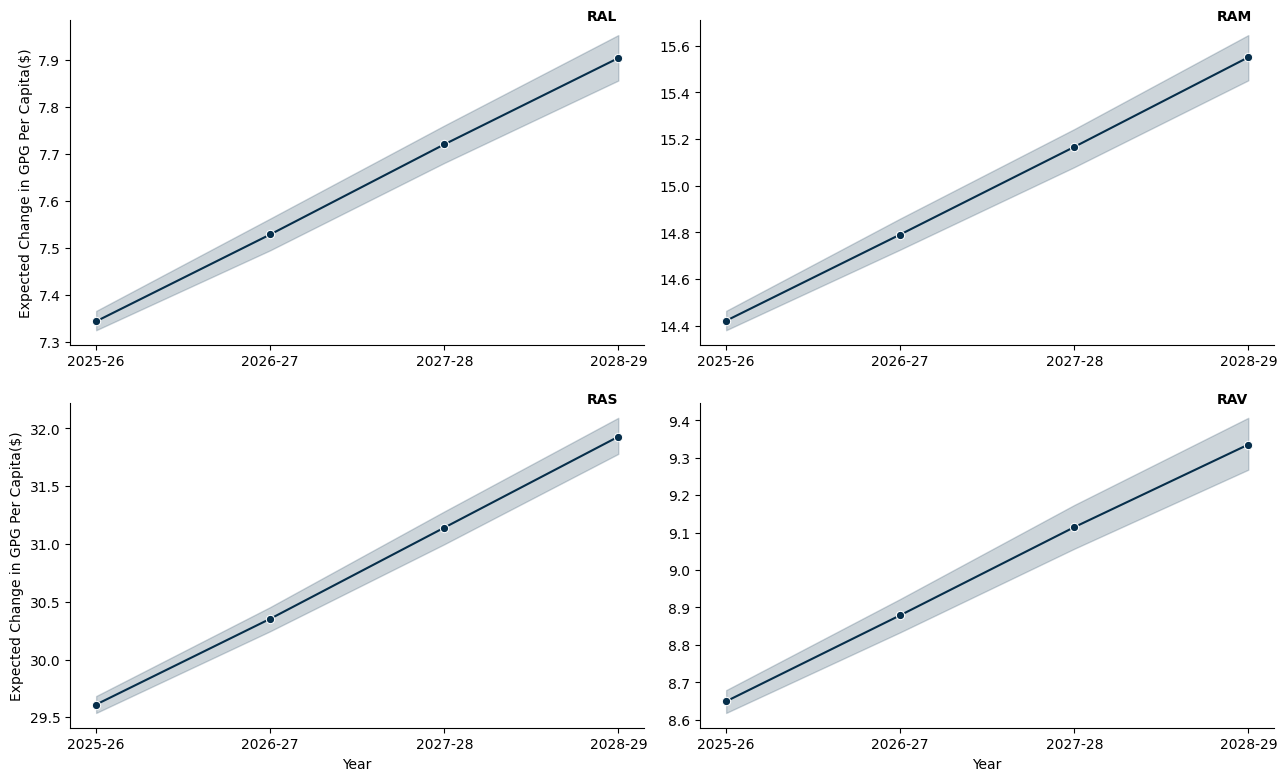 RAL
Expected Change in GPG Per Capita($)
7.9
7.8
7.7
7.6
7.5
7.4
7.3
2025-26 2026-27 2027-28 2028-29
RAM
15.6
15.4
15.2
15.0
14.8
14.6
14.4
2025-26 2026-27 2027-28 2028-29
RAS
Expected Change in GPG Per Capita($)
32.0
31.5
31.0
30.5
30.0
29.5
2025-26 2026-27 2027-28 2028-29
Year
RAV
9.4
9.3
9.2
9.1
9.0
8.9
8.8
8.7
8.6
2025-26 2026-27 2027-28 2028-29
Year